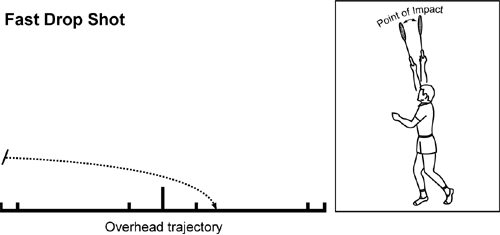 Fast Drop Shot
Point of Impact
Overhead trajectory